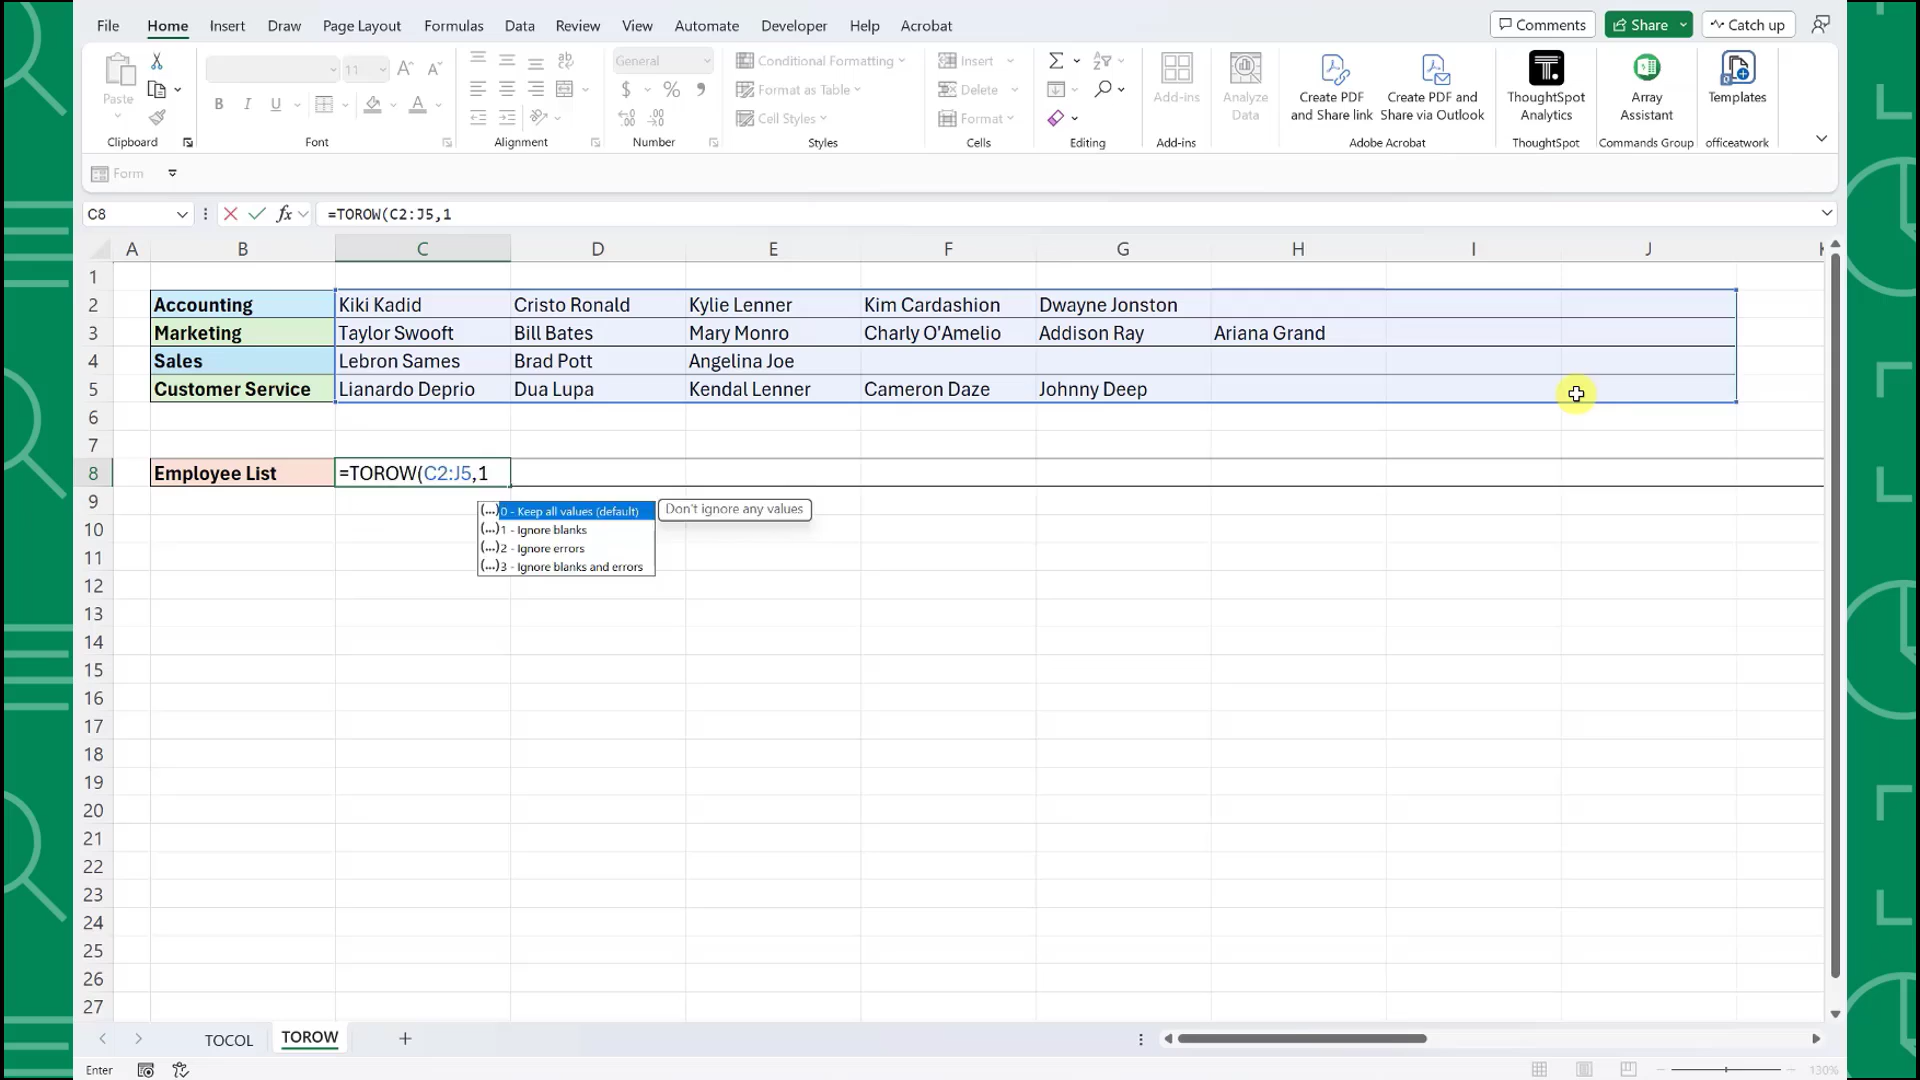 File Home Insert Draw Page Layout Formulas Data Review View Automate Developer Help Acrobat Comments Share Catch up
Paste
Clipboard
11
B I U A
Font
Alignment
General
$ % 9
Number
Conditional Formatting
Format as Table
Cell Styles
Styles
Insert
Delete
Format
Cells
Editing
Add-ins
Add-ins
Analyze
Data
Create PDF
and Share link
Create PDF and
Share via Outlook
Adobe Acrobat
ThoughtSpot
Analytics
ThoughtSpot
Array
Assistant
Commands Group
Templates
officeatwork
Form
C8 fx =TOROW(C2:J5,1
A B C D E F G H I J K
1
2 Accounting Kiki Kadid Cristo Ronald Kylie Lenner Kim Cardashion Dwayne Jonston
3 Marketing Taylor Swooft Bill Bates Mary Monro Charly O'Amelio Addison Ray Ariana Grand
4 Sales Lebron Sames Brad Pott Angelina Joe
5 Customer Service Lianardo Deprio Dua Lupa Kendal Lenner Cameron Daze Johnny Deep
6
7
8 Employee List =TOROW(C2:J5,1
9
(...) 0 - Keep all values (default) Don't ignore any values
10 (...) 1 - Ignore blanks
(...) 2 - Ignore errors
11 (...) 3 - Ignore blanks and errors
12
13
14
15
16
17
18
19
20
21
22
23
24
25
26
27
TOCOL TOROW
Enter 130%